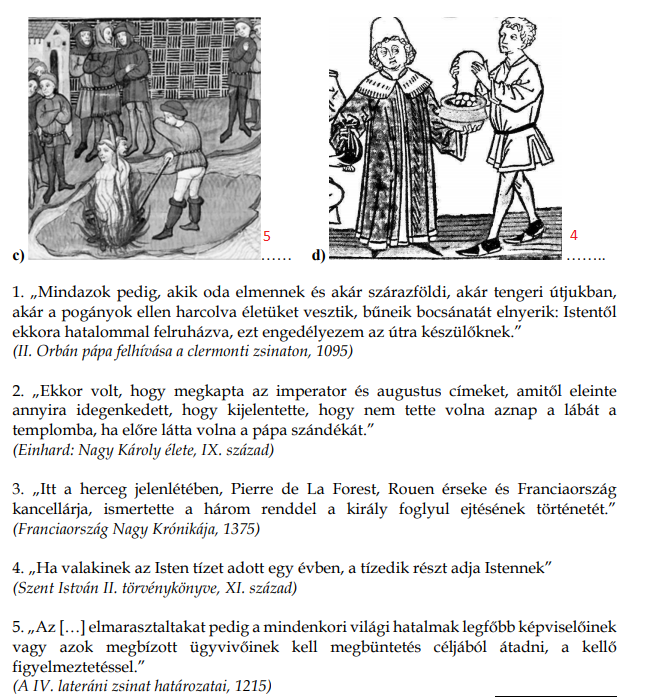 5
4
c) ...... d) ........
1. „Mindazok pedig, akik oda elmennek és akár szárazföldi, akár tengeri útjukban,
akár a pogányok ellen harcolva életüket vesztik, bűneik bocsánatát elnyerik: Istentől
ekkora hatalommal felruházva, ezt engedélyezem az útra készülőknek.”
(II. Orbán pápa felhívása a clermonti zsinaton, 1095)
2. „Ekkor volt, hogy megkapta az imperator és augustus címeket, amitől eleinte
annyira idegenkedett, hogy kijelentette, hogy nem tette volna aznap a lábát a
templomba, ha előre látta volna a pápa szándékát.”
(Einhard: Nagy Károly élete, IX. század)
3. „Itt a herceg jelenlétében, Pierre de La Forest, Rouen érseke és Franciaország
kancellárja, ismertette a három renddel a király foglyul ejtésének történetét.”
(Franciaország Nagy Krónikája, 1375)
4. „Ha valakinek az Isten tízet adott egy évben, a tízedik részt adja Istennek”
(Szent István II. törvénykönyve, XI. század)
5. „Az […] elmarasztaltakat pedig a mindenkori világi hatalmak legfőbb képviselőinek
vagy azok megbízott ügyvivőinek kell megbüntetés céljából átadni, a kellő
figyelmeztetéssel.”
(A IV. lateráni zsinat határozatai, 1215)